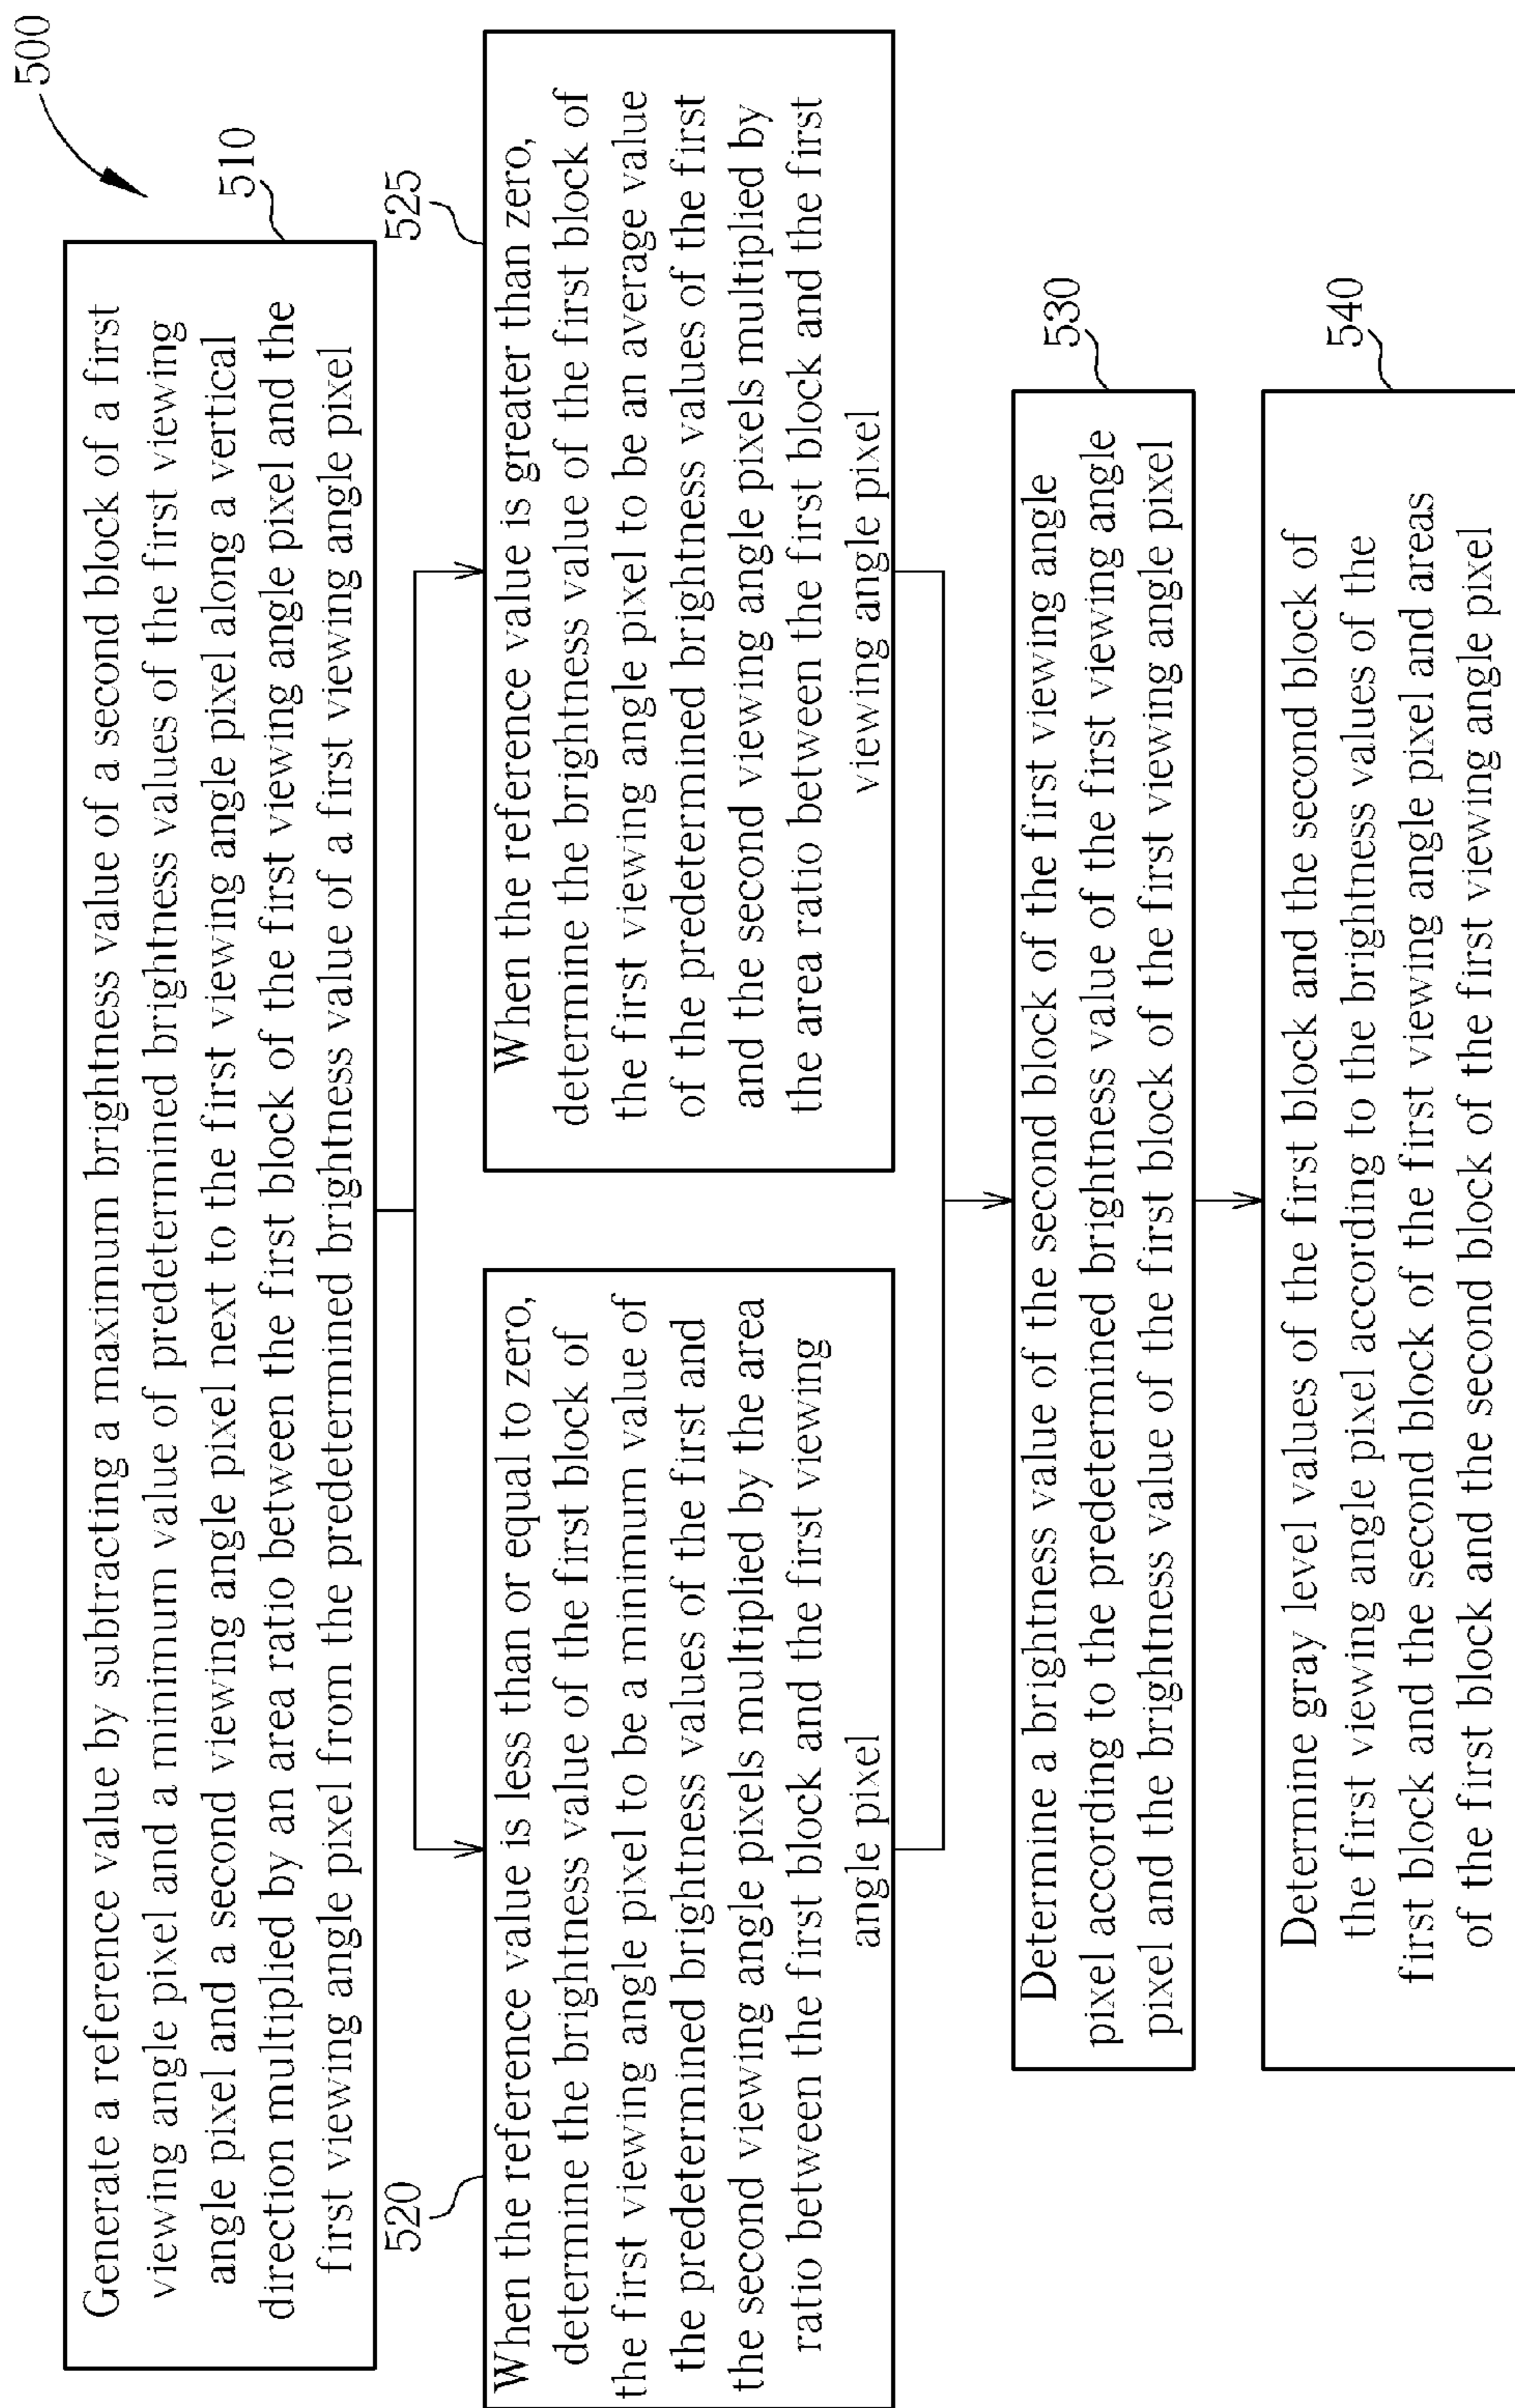 500
510
Generate a reference value by subtracting a maximum brightness value of a second block of a first
viewing angle pixel and a minimum value of predetermined brightness values of the first viewing
angle pixel and a second viewing angle pixel next to the first viewing angle pixel along a vertical
direction multiplied by an area ratio between the first block of the first viewing angle pixel and the
first viewing angle pixel from the predetermined brightness value of a first viewing angle pixel
520
When the reference value is less than or equal to zero,
determine the brightness value of the first block of
the first viewing angle pixel to be a minimum value of
the predetermined brightness values of the first and
the second viewing angle pixels multiplied by the area
ratio between the first block and the first viewing
angle pixel
525
When the reference value is greater than zero,
determine the brightness value of the first block of
the first viewing angle pixel to be an average value
of the predetermined brightness values of the first
and the second viewing angle pixels multiplied by
the area ratio between the first block and the first
viewing angle pixel
530
Determine a brightness value of the second block of the first viewing angle
pixel according to the predetermined brightness value of the first viewing angle
pixel and the brightness value of the first block of the first viewing angle pixel
540
Determine gray level values of the first block and the second block of
the first viewing angle pixel according to the brightness values of the
first block and the second block of the first viewing angle pixel and areas
of the first block and the second block of the first viewing angle pixel